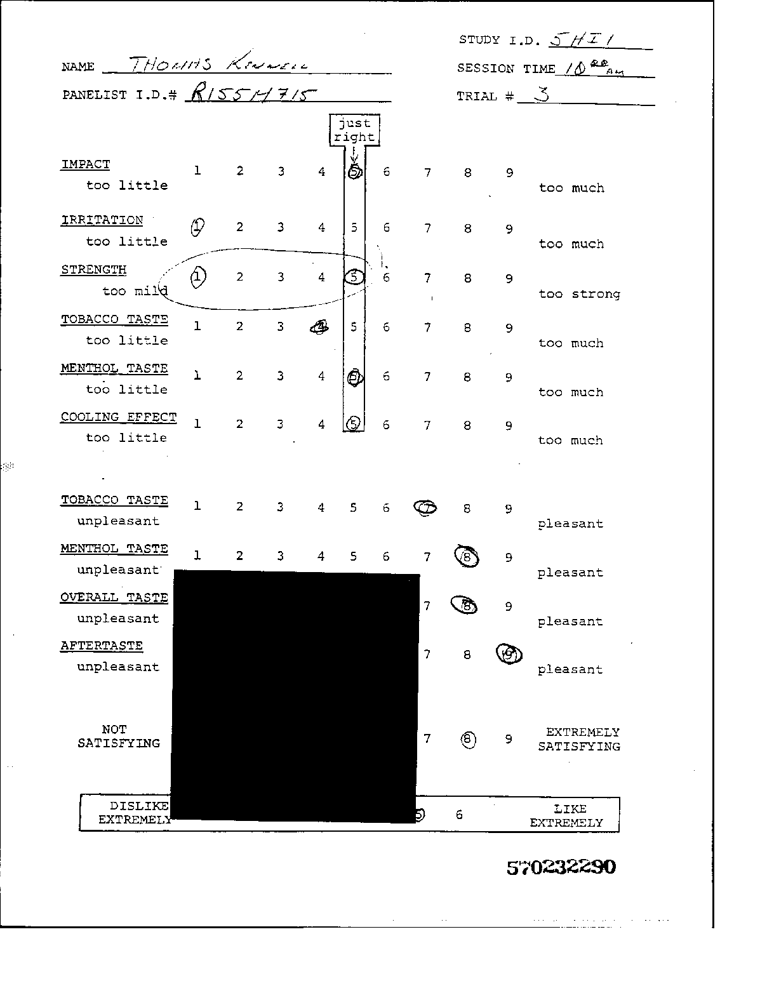 STUDY I.D. 5HI1
NAME THOMAS
SESSION TIME 10 00 AM
PANELIST I.D.# R155M715
TRIAL # 3
just
right
IMPACT 1 2 3 4 5 6 7 8 9
too little too much
IRRITATION 1 2 3 4 5 6 7 8 9
too little too much
STRENGTH 1 2 3 4 5 6 7 8 9
too mild too strong
TOBACCO TASTE 1 2 3 4 5 6 7 8 9
too little too much
MENTHOL TASTE 1 2 3 4 5 6 7 8 9
too little too much
COOLING EFFECT 1 2 3 4 5 6 7 8 9
too little too much
TOBACCO TASTE 1 2 3 4 5 6 7 8 9
unpleasant pleasant
MENTHOL TASTE 1 2 3 4 5 6 7 8 9
unpleasant pleasant
OVERALL TASTE 7 8 9
unpleasant pleasant
AFTERTASTE 7 8 9
unpleasant pleasant
NOT 7 8 9 EXTREMELY
SATISFYING SATISFYING
DISLIKE 5 6 LIKE
EXTREMELY EXTREMELY
570232290